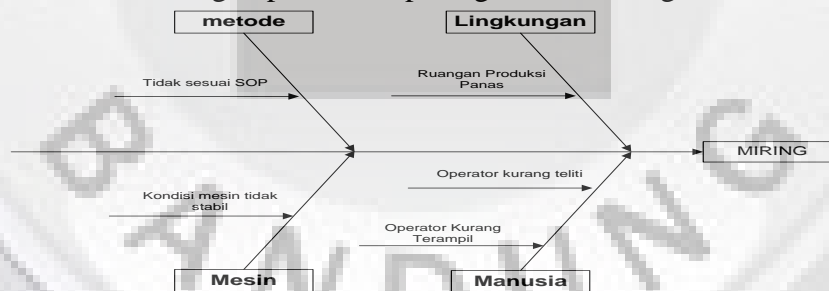 metode
Lingkungan
Tidak sesuai SOP
Ruangan Produksi
Panas
MIRING
Operator kurang teliti
Kondisi mesin tidak
stabil
Operator Kurang
Terampil
Mesin
Manusia
BANDUNG